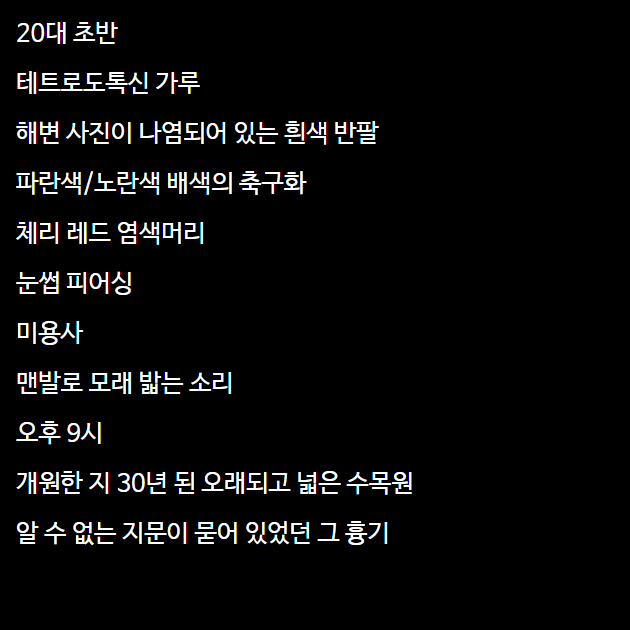 20대 초반
테트로도톡신 가루
해변 사진이 나염되어 있는 흰색 반팔
파란색/노란색 배색의 축구화
체리 레드 염색머리
눈썹 피어싱
미용사
맨발로 모래 밟는 소리
오후 9시
개원한 지 30년 된 오래되고 넓은 수목원
알 수 없는 지문이 묻어 있었던 그 흉기